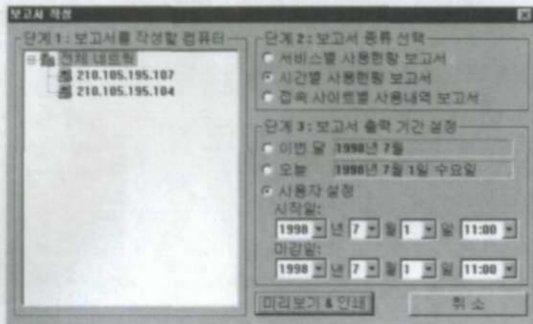 보고서 작성
단계 1 : 보고서를 작성할 컴퓨터
전체 네트웍
210.105.195.107
210.105.195.104
단계 2 : 보고서 종류 선택
서비스별 사용현황 보고서
시간별 사용현황 보고서
접속 사이트별 사용내역 보고서
단계 3 : 보고서 출력 기간 설정
이번 달 1998년 7월
오늘 1998년 7월 1일 수요일
사용자 설정
시작일:
1998 년 7 월 1 일 11:00
마감일:
1998 년 7 월 1 일 11:00
미리보기 & 인쇄 취 소